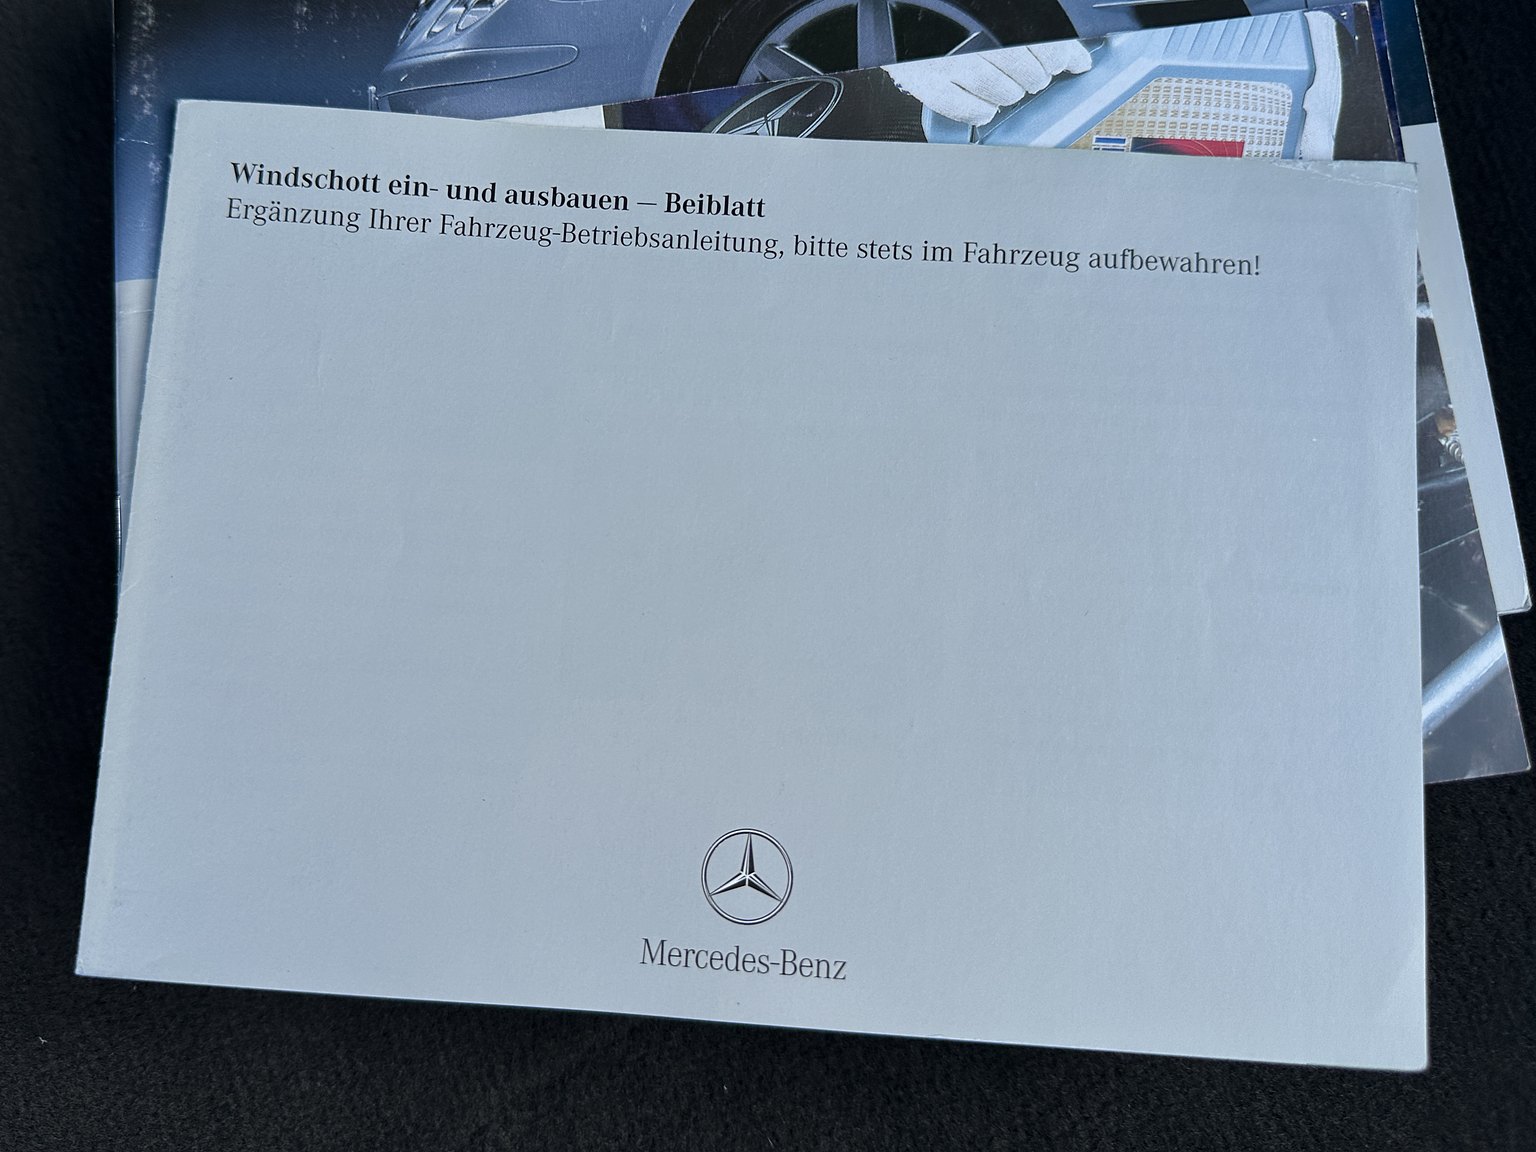 Windschott ein- und ausbauen – Beiblatt
Ergänzung Ihrer Fahrzeug-Betriebsanleitung, bitte stets im Fahrzeug aufbewahren!
Mercedes-Benz